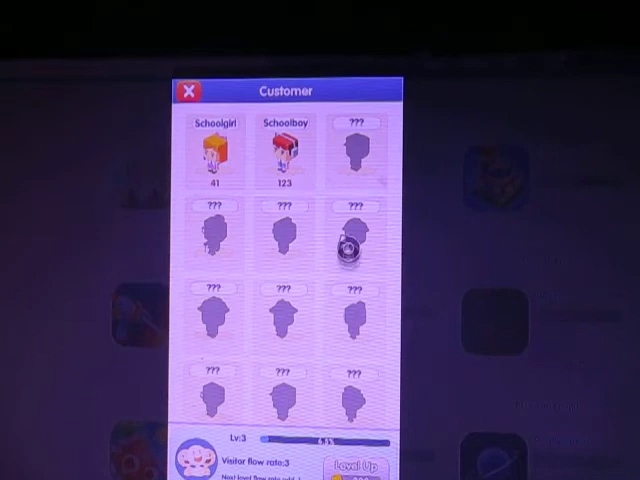 Customer
Schoolgirl Schoolboy ???
41 123
??? ??? ???
??? ??? ???
??? ??? ???
Lv:3
Visitor flow rate:3
Level Up